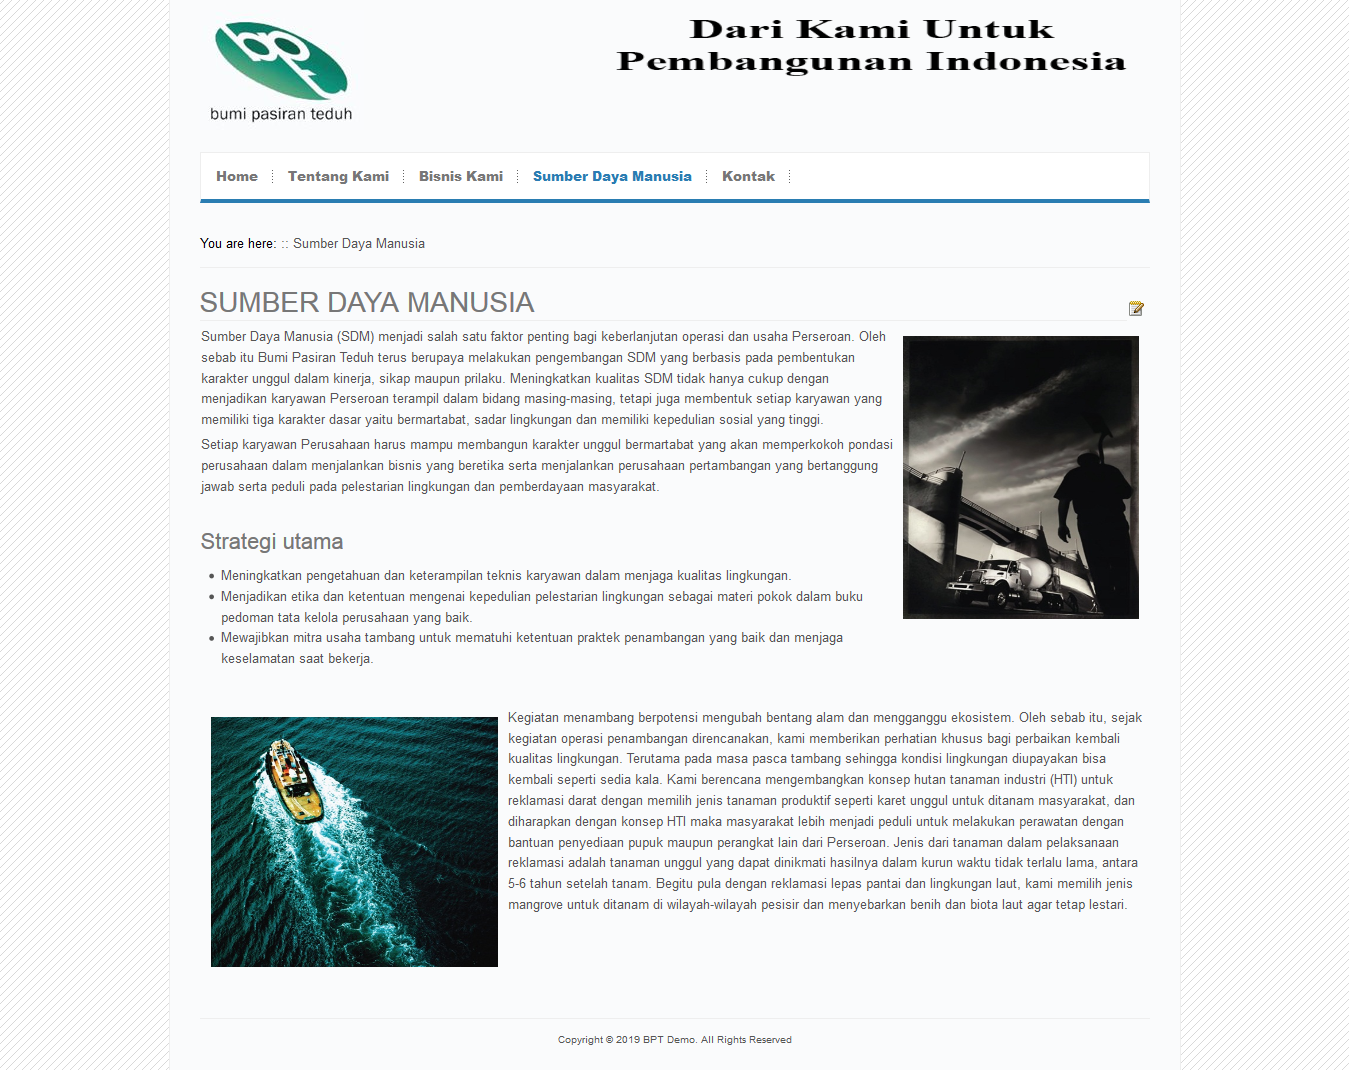 bpt
bumi pasiran teduh
Dari Kami Untuk
Pembangunan Indonesia
Home
Tentang Kami
Bisnis Kami
Sumber Daya Manusia
Kontak
You are here: :: Sumber Daya Manusia
SUMBER DAYA MANUSIA
Sumber Daya Manusia (SDM) menjadi salah satu faktor penting bagi keberlanjutan operasi dan usaha Perseroan. Oleh
sebab itu Bumi Pasiran Teduh terus berupaya melakukan pengembangan SDM yang berbasis pada pembentukan
karakter unggul dalam kinerja, sikap maupun prilaku. Meningkatkan kualitas SDM tidak hanya cukup dengan
menjadikan karyawan Perseroan terampil dalam bidang masing-masing, tetapi juga membentuk setiap karyawan yang
memiliki tiga karakter dasar yaitu bermartabat, sadar lingkungan dan memiliki kepedulian sosial yang tinggi.
Setiap karyawan Perusahaan harus mampu membangun karakter unggul bermartabat yang akan memperkokoh pondasi
perusahaan dalam menjalankan bisnis yang beretika serta menjalankan perusahaan pertambangan yang bertanggung
jawab serta peduli pada pelestarian lingkungan dan pemberdayaan masyarakat.
Strategi utama
• Meningkatkan pengetahuan dan keterampilan teknis karyawan dalam menjaga kualitas lingkungan.
• Menjadikan etika dan ketentuan mengenai kepedulian pelestarian lingkungan sebagai materi pokok dalam buku
pedoman tata kelola perusahaan yang baik.
• Mewajibkan mitra usaha tambang untuk mematuhi ketentuan praktek penambangan yang baik dan menjaga
keselamatan saat bekerja.
Kegiatan menambang berpotensi mengubah bentang alam dan mengganggu ekosistem. Oleh sebab itu, sejak
kegiatan operasi penambangan direncanakan, kami memberikan perhatian khusus bagi perbaikan kembali
kualitas lingkungan. Terutama pada masa pasca tambang sehingga kondisi lingkungan diupayakan bisa
kembali seperti sedia kala. Kami berencana mengembangkan konsep hutan tanaman industri (HTI) untuk
reklamasi darat dengan memilih jenis tanaman produktif seperti karet unggul untuk ditanam masyarakat, dan
diharapkan dengan konsep HTI maka masyarakat lebih menjadi peduli untuk melakukan perawatan dengan
bantuan penyediaan pupuk maupun perangkat lain dari Perseroan. Jenis dari tanaman dalam pelaksanaan
reklamasi adalah tanaman unggul yang dapat dinikmati hasilnya dalam kurun waktu tidak terlalu lama, antara
5-6 tahun setelah tanam. Begitu pula dengan reklamasi lepas pantai dan lingkungan laut, kami memilih jenis
mangrove untuk ditanam di wilayah-wilayah pesisir dan menyebarkan benih dan biota laut agar tetap lestari.
Copyright © 2019 BPT Demo. All Rights Reserved